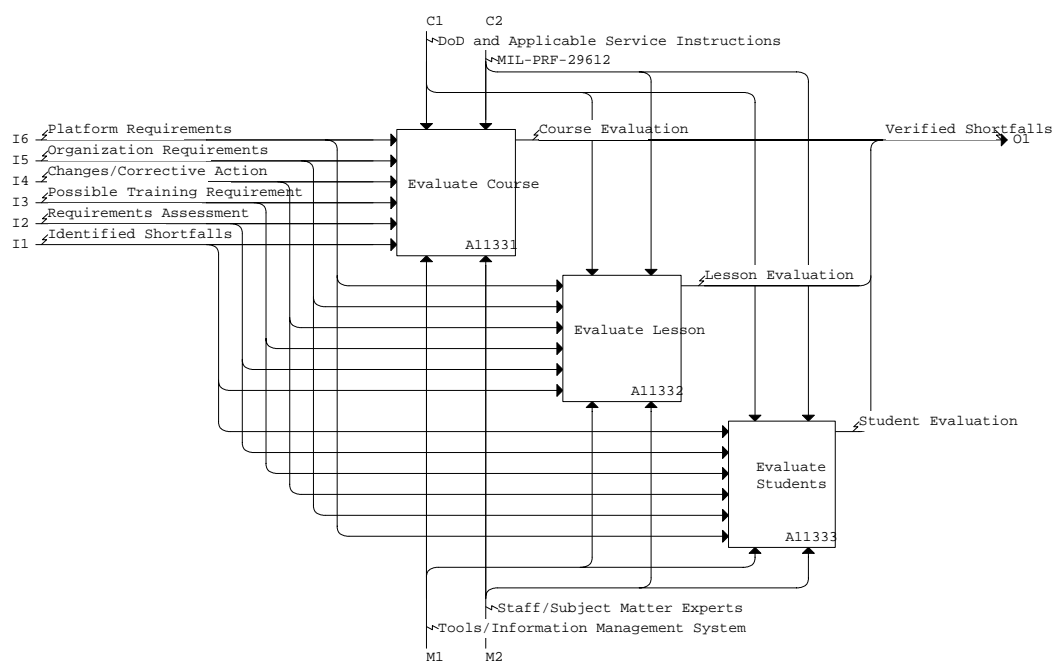 C1 C2
DoD and Applicable Service Instructions
MIL-PRF-29612
I6 Platform Requirements
Course Evaluation
Verified Shortfalls
O1
I5 Organization Requirements
I4 Changes/Corrective Action
Evaluate Course
I3 Possible Training Requirement
I2 Requirements Assessment
I1 Identified Shortfalls
A11331
Lesson Evaluation
Evaluate Lesson
A11332
Student Evaluation
Evaluate
Students
A11333
Staff/Subject Matter Experts
Tools/Information Management System
M1 M2